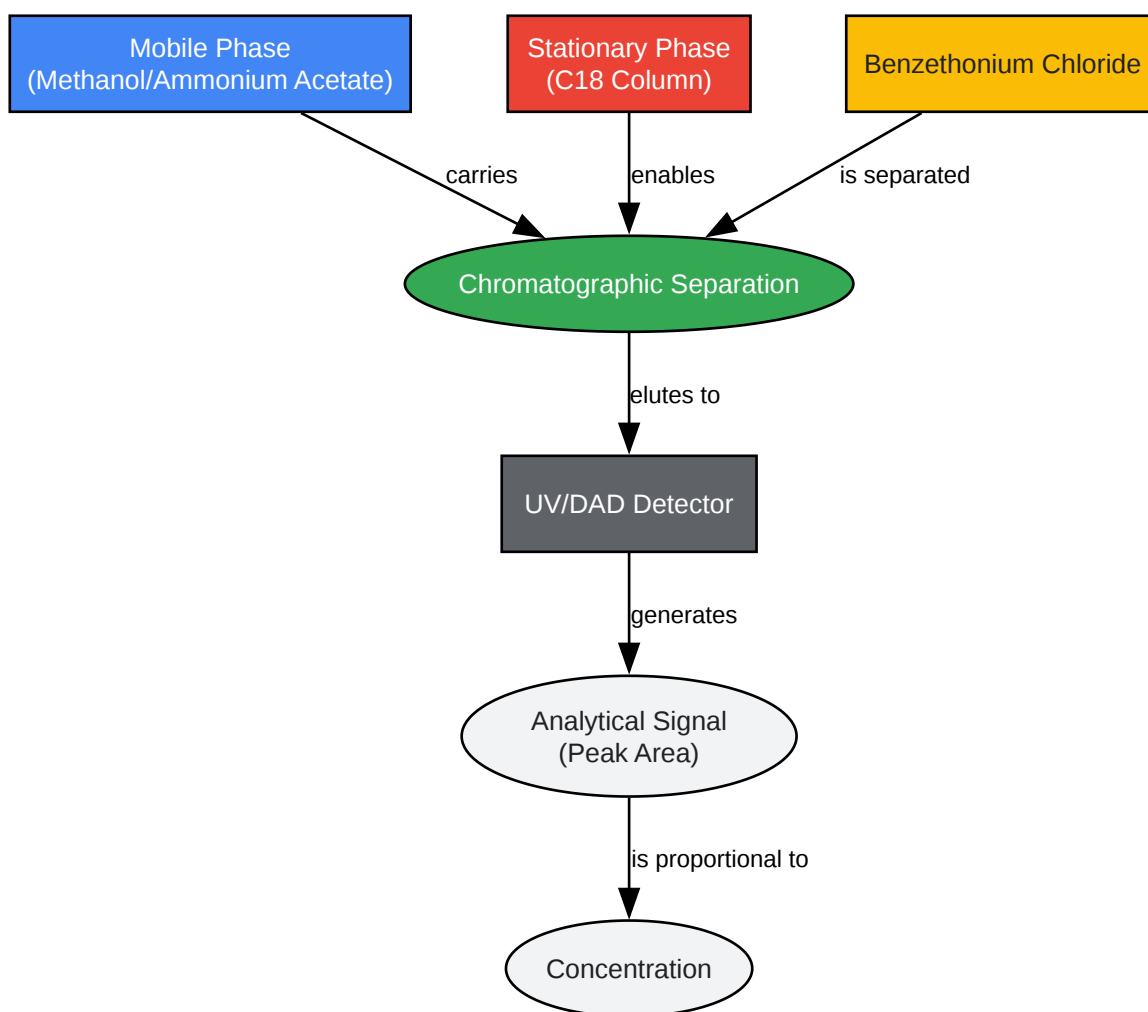 Mobile Phase
(Methanol/Ammonium Acetate)
Stationary Phase
(C18 Column)
Benzethonium Chloride
carries
enables
is separated
Chromatographic Separation
elutes to
UV/DAD Detector
generates
Analytical Signal
(Peak Area)
is proportional to
Concentration